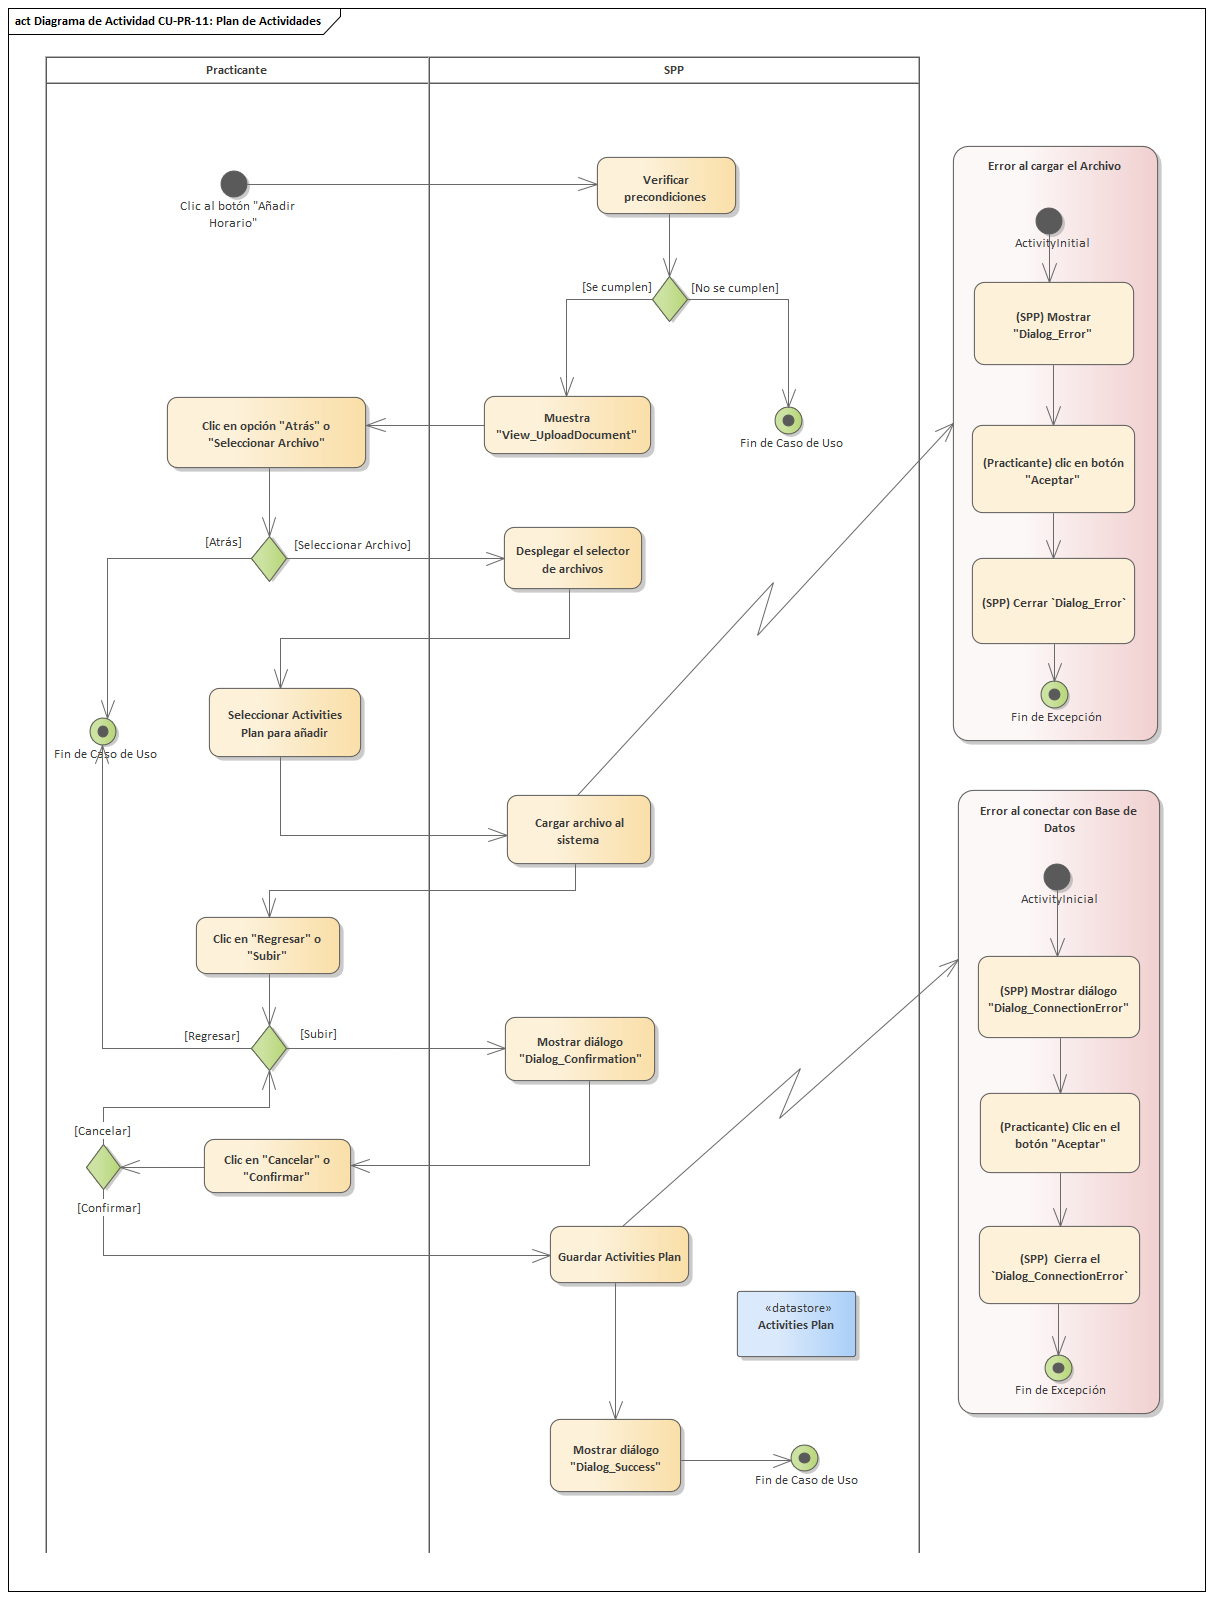 act Diagrama de Actividad CU-PR-11: Plan de Actividades
Practicante
SPP
Clic al botón "Añadir
Horario"
Verificar
precondiciones
[Se cumplen]
[No se cumplen]
Muestra
"View_UploadDocument"
Fin de Caso de Uso
Clic en opción "Atrás" o
"Seleccionar Archivo"
[Atrás]
[Seleccionar Archivo]
Desplegar el selector
de archivos
Seleccionar Activities
Plan para añadir
Fin de Caso de Uso
Cargar archivo al
sistema
Clic en "Regresar" o
"Subir"
[Regresar]
[Subir]
Mostrar diálogo
"Dialog_Confirmation"
[Cancelar]
Clic en "Cancelar" o
"Confirmar"
[Confirmar]
Guardar Activities Plan
«datastore»
Activities Plan
Mostrar diálogo
"Dialog_Success"
Fin de Caso de Uso
Error al cargar el Archivo
ActivityInitial
(SPP) Mostrar
"Dialog_Error"
(Practicante) clic en botón
"Aceptar"
(SPP) Cerrar `Dialog_Error`
Fin de Excepción
Error al conectar con Base de
Datos
ActivityInicial
(SPP) Mostrar diálogo
"Dialog_ConnectionError"
(Practicante) Clic en el
botón "Aceptar"
(SPP)  Cierra el
`Dialog_ConnectionError`
Fin de Excepción